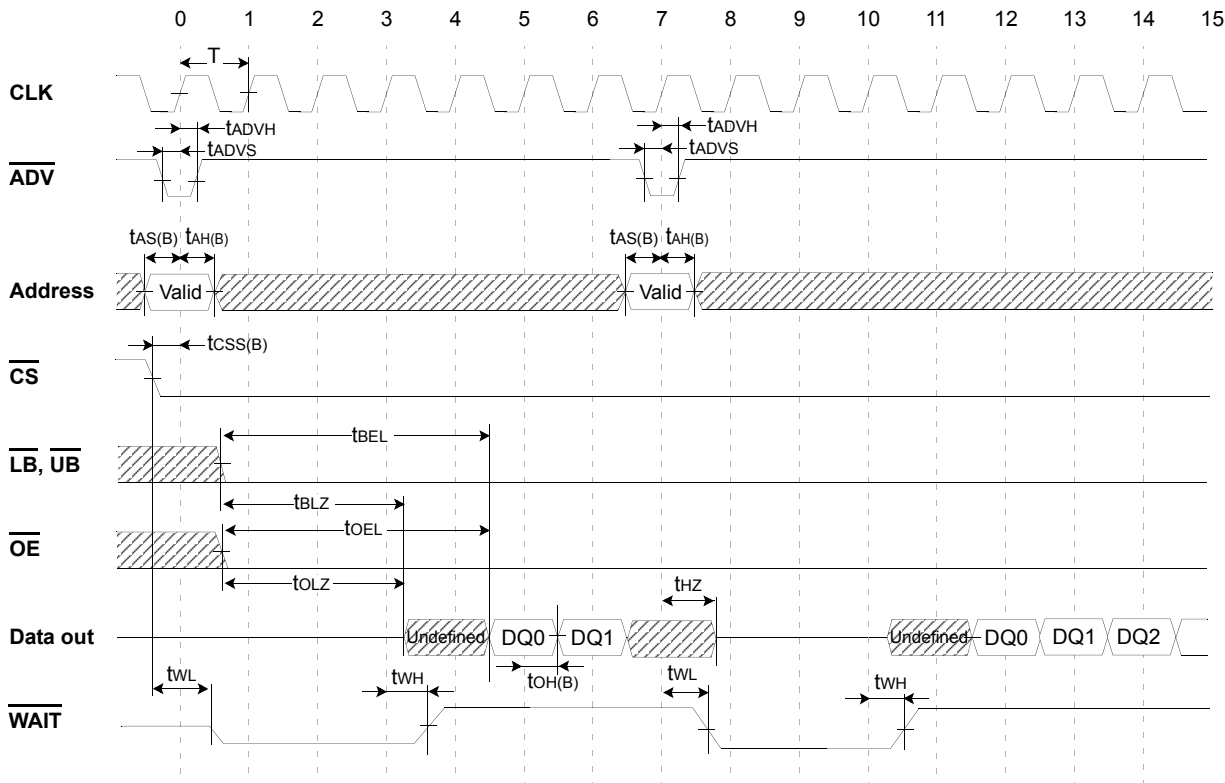 0 1 2 3 4 5 6 7 8 9 10 11 12 13 14 15
T
CLK
tADVH tADVH
tADVS tADVS
ADV
tAS(B) tAH(B) tAS(B) tAH(B)
Address Valid Valid
tCSS(B)
CS
tBEL
LB, UB
tBLZ
tOEL
OE
tOLZ tHZ
Data out Undefined DQ0 DQ1 Undefined DQ0 DQ1 DQ2
tOH(B)
tWL tWH tWL tWH
WAIT